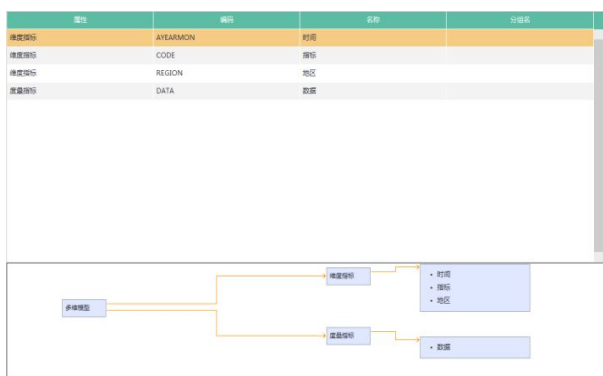 属性 编码 名称 分组名
维度指标 AYEARMON 时间
维度指标 CODE 指标
维度指标 REGION 地区
度量指标 DATA 数据
多维模型
维度指标
• 时间
• 指标
• 地区
度量指标
• 数据